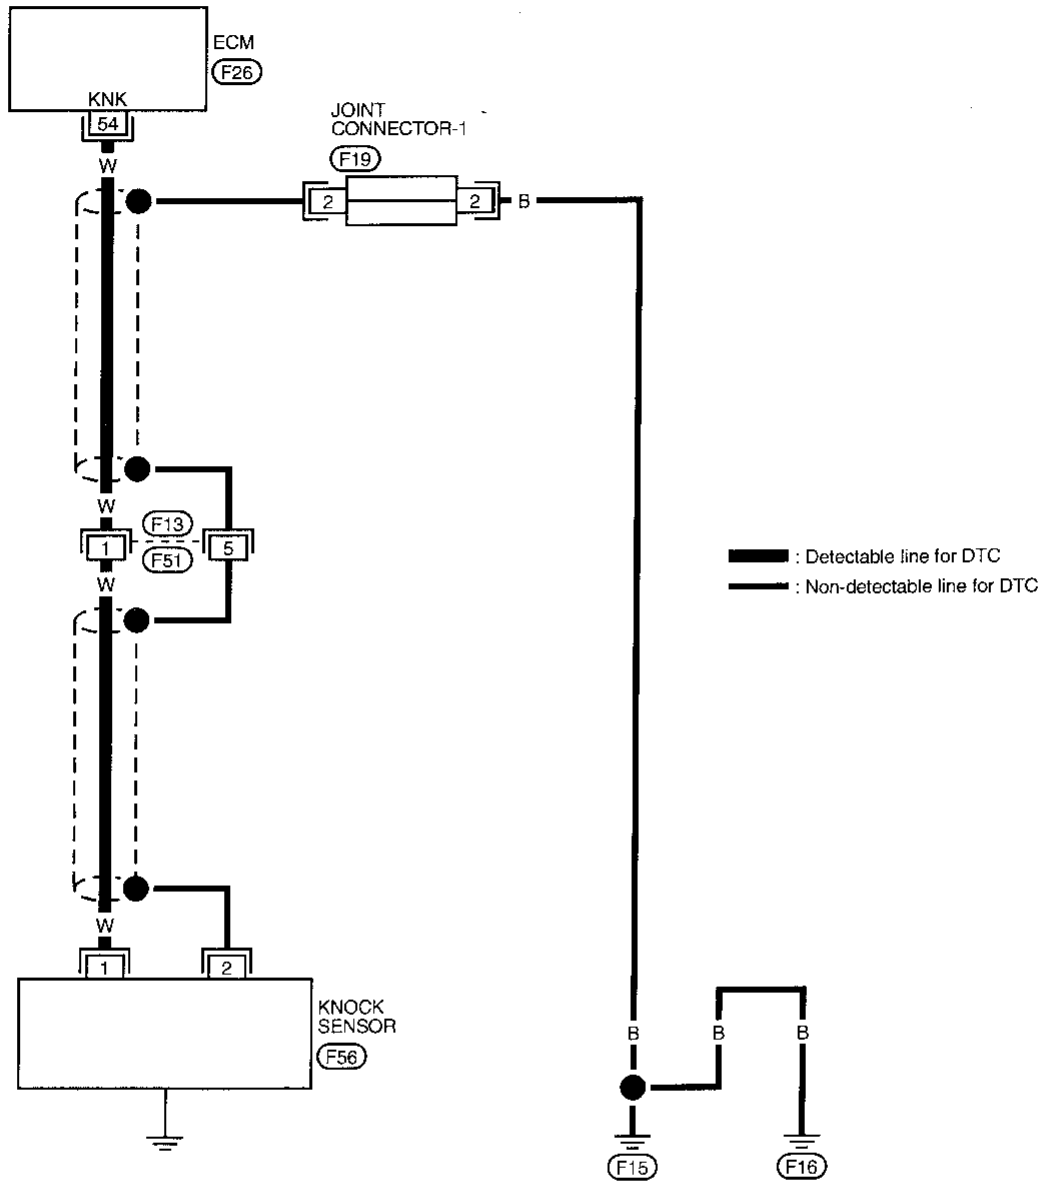 ECM
F26
KNK
54
W
JOINT
CONNECTOR-1
F19
2
2
B
W
F13
1
5
F51
W
: Detectable line for DTC
: Non-detectable line for DTC
W
1
2
KNOCK
SENSOR
F56
B
B
B
F15
F16